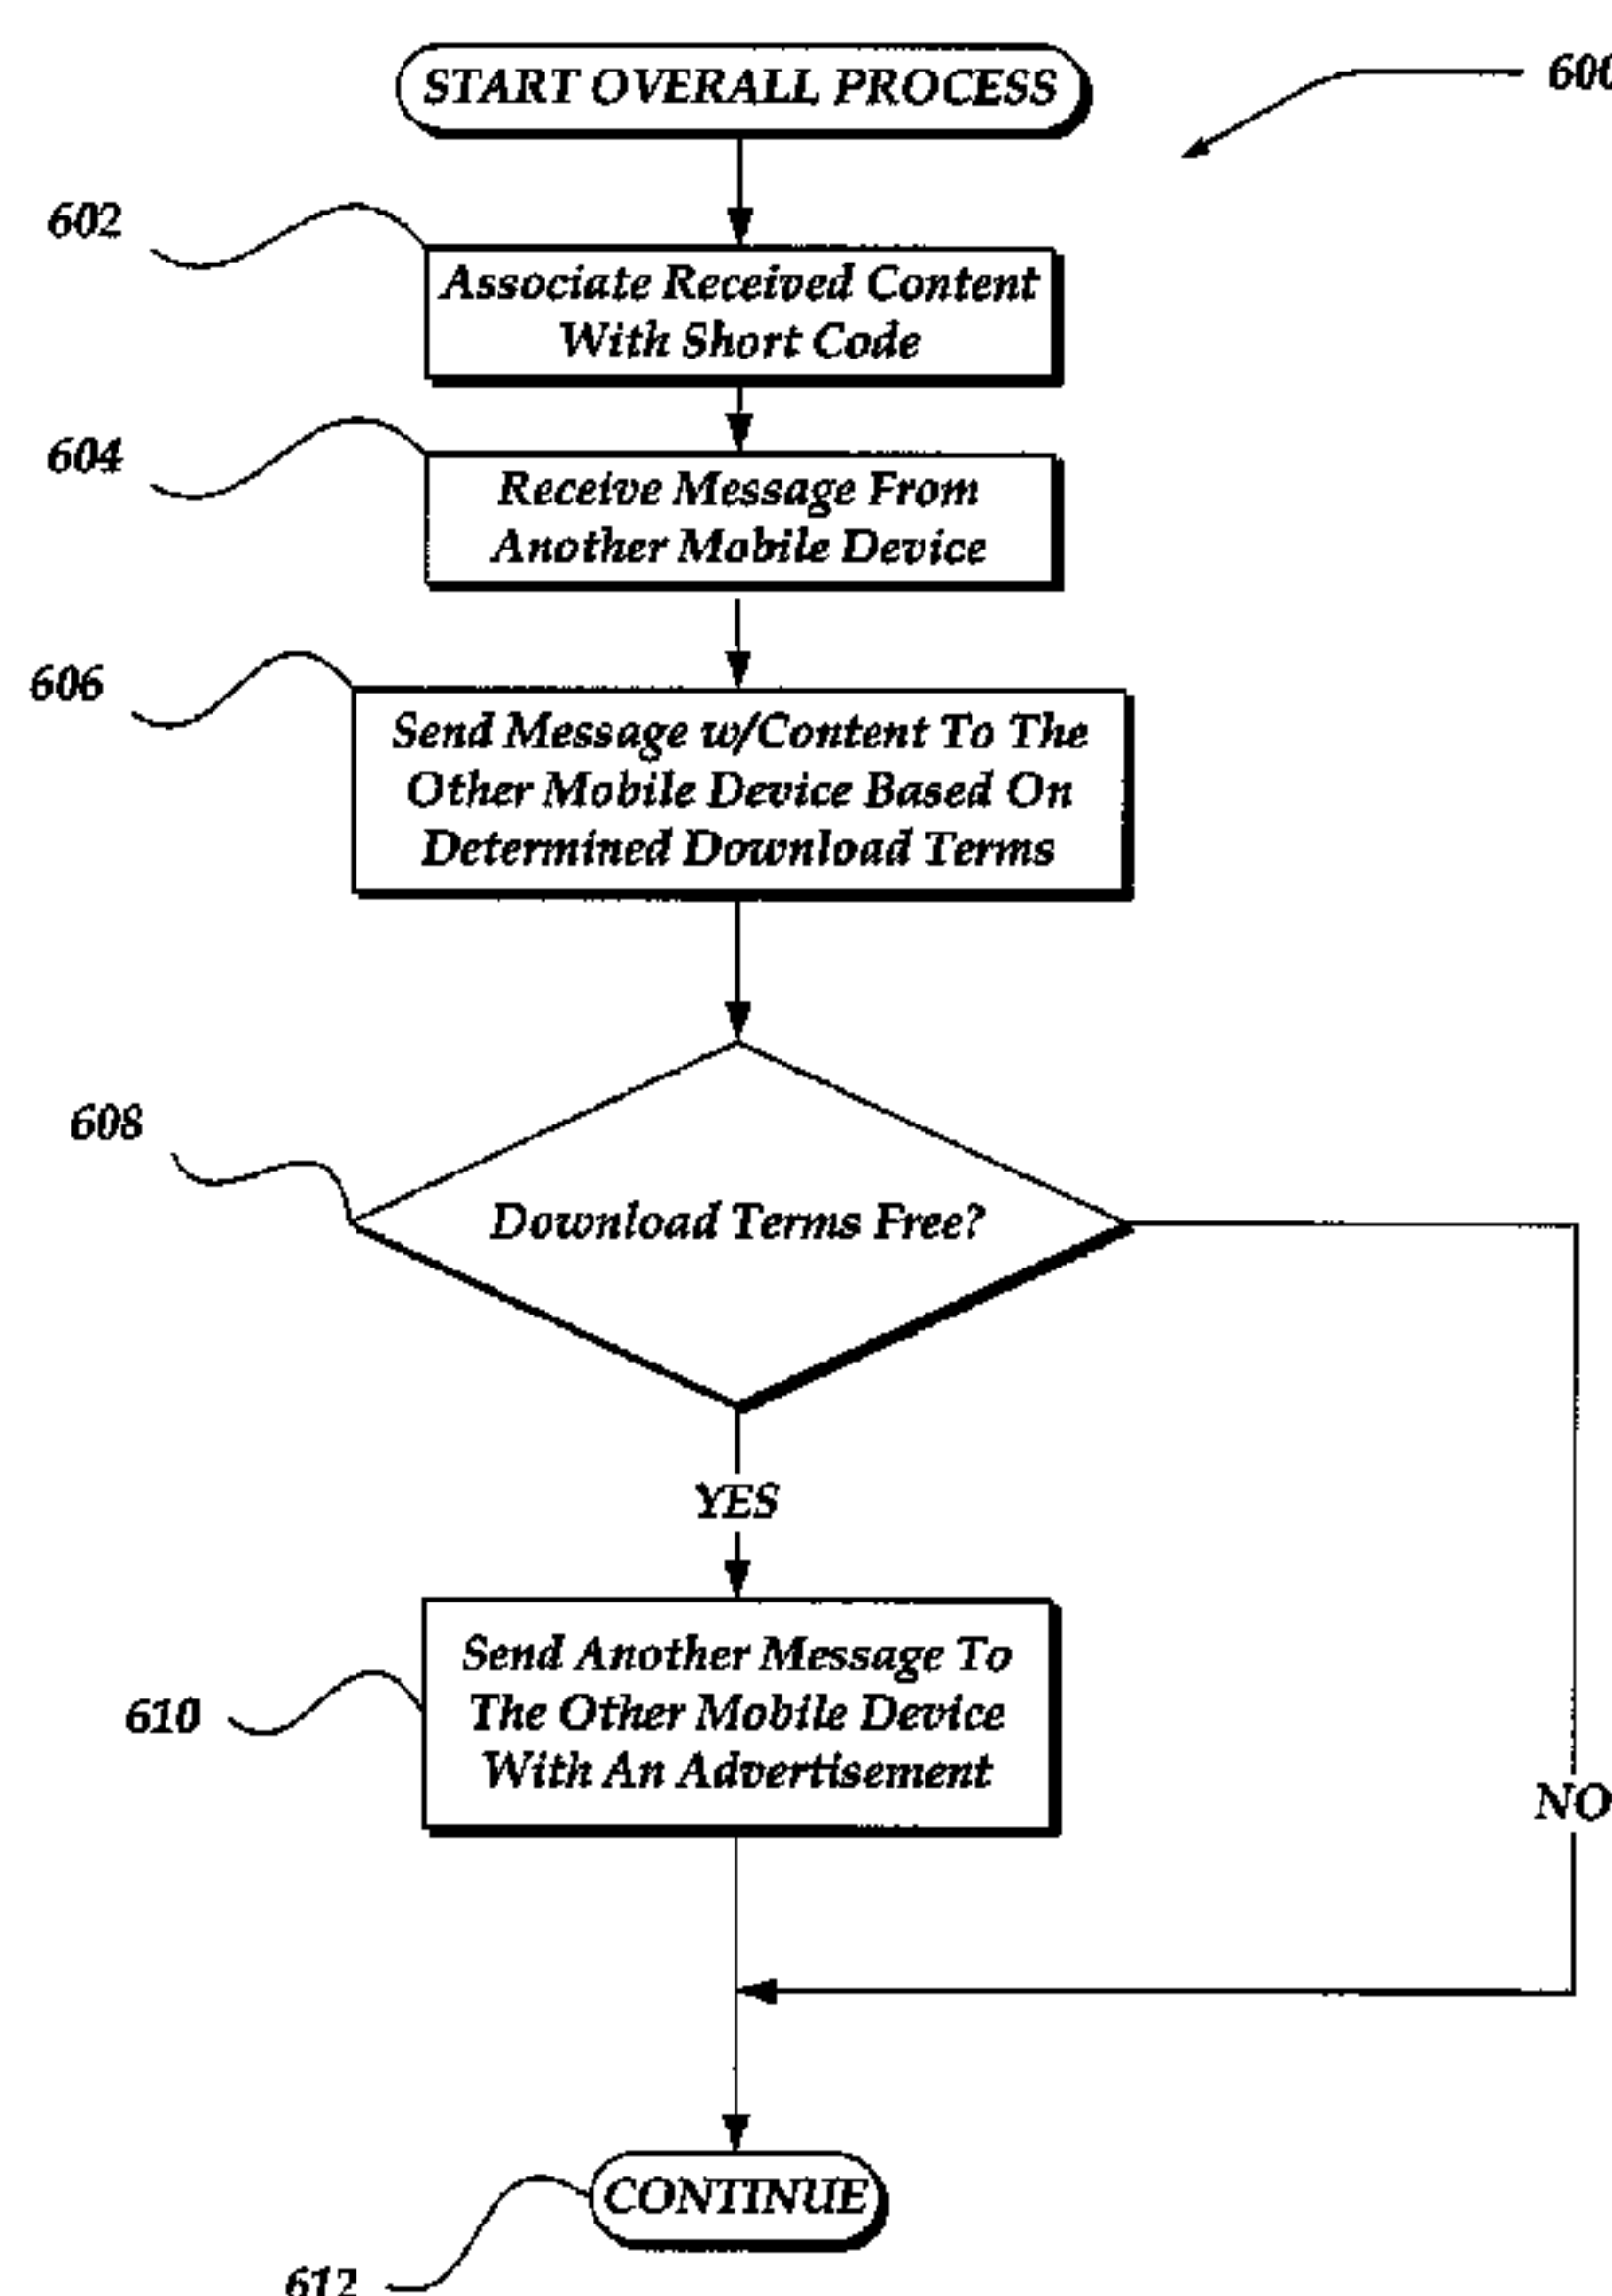 START OVERALL PROCESS
600
602
Associate Received Content
With Short Code
604
Receive Message From
Another Mobile Device
606
Send Message w/Content To The
Other Mobile Device Based On
Determined Download Terms
608
Download Terms Free?
YES
610
Send Another Message To
The Other Mobile Device
With An Advertisement
NO
CONTINUE
612